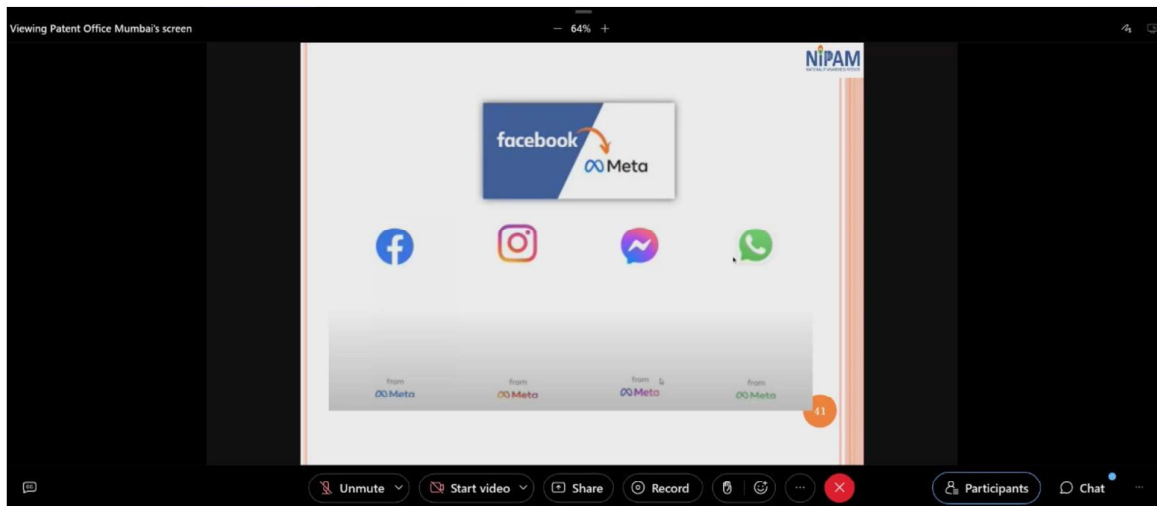 Viewing Patent Office Mumbai's screen
64%
NIPAM
facebook
Meta
from from from from
Meta Meta Meta Meta
41
Unmute Start video Share Record Participants Chat